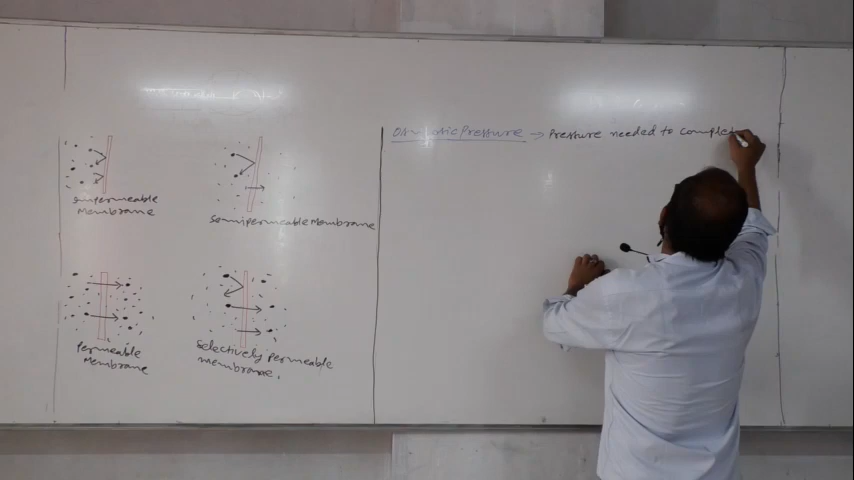 Impermeable
Membrane
Semipermeable Membrane
Permeable
Membrane
Selectively Permeable
membrane.
Osmotic Pressure → Pressure needed to complet